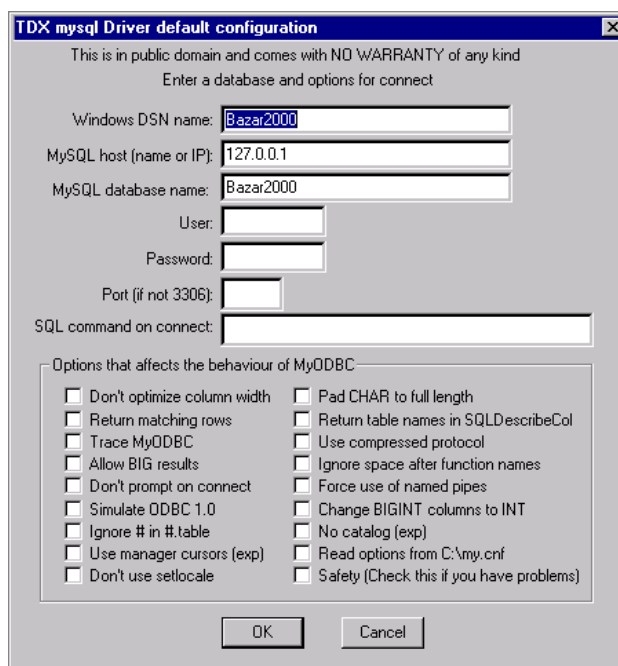 TDX mysql Driver default configuration
This is in public domain and comes with NO WARRANTY of any kind
Enter a database and options for connect
Windows DSN name: Bazar2000
MySQL host (name or IP): 127.0.0.1
MySQL database name: Bazar2000
User:
Password:
Port (if not 3306):
SQL command on connect:
Options that affects the behaviour of MyODBC
Don't optimize column width Pad CHAR to full length
Return matching rows Return table names in SQLDescribeCol
Trace MyODBC Use compressed protocol
Allow BIG results Ignore space after function names
Don't prompt on connect Force use of named pipes
Simulate ODBC 1.0 Change BIGINT columns to INT
Ignore # in #.table No catalog (exp)
Use manager cursors (exp) Read options from C:\my.cnf
Don't use setlocale Safety (Check this if you have problems)
OK Cancel